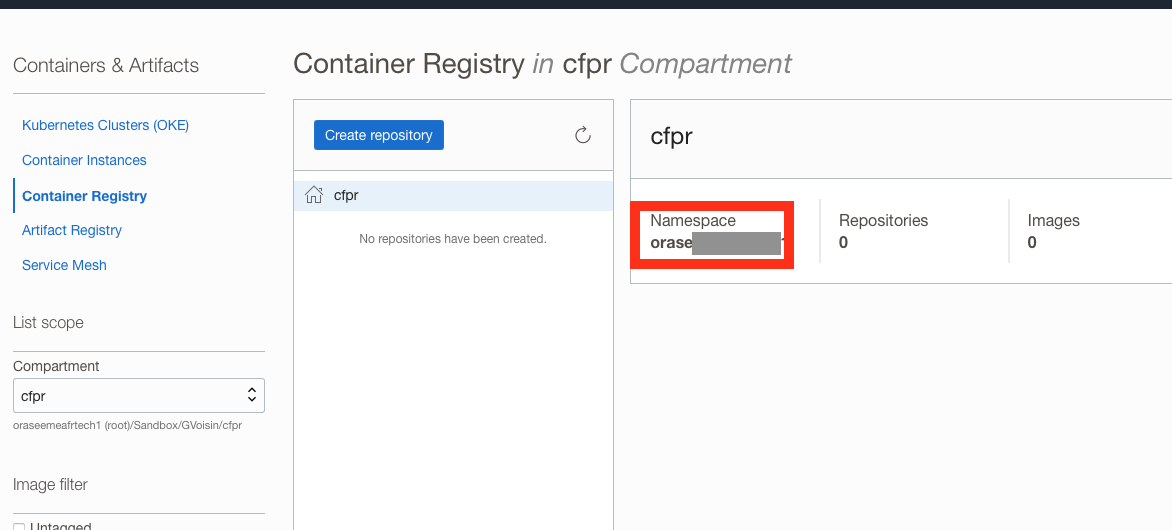 Containers & Artifacts
Kubernetes Clusters (OKE)
Container Instances
Container Registry
Artifact Registry
Service Mesh
List scope
Compartment
cfpr
oraseemeafrtech1 (root)/Sandbox/GVoisin/cfpr
Image filter
Untagged
Container Registry in cfpr Compartment
Create repository
cfpr
No repositories have been created.
cfpr
Namespace
orase
Repositories
0
Images
0